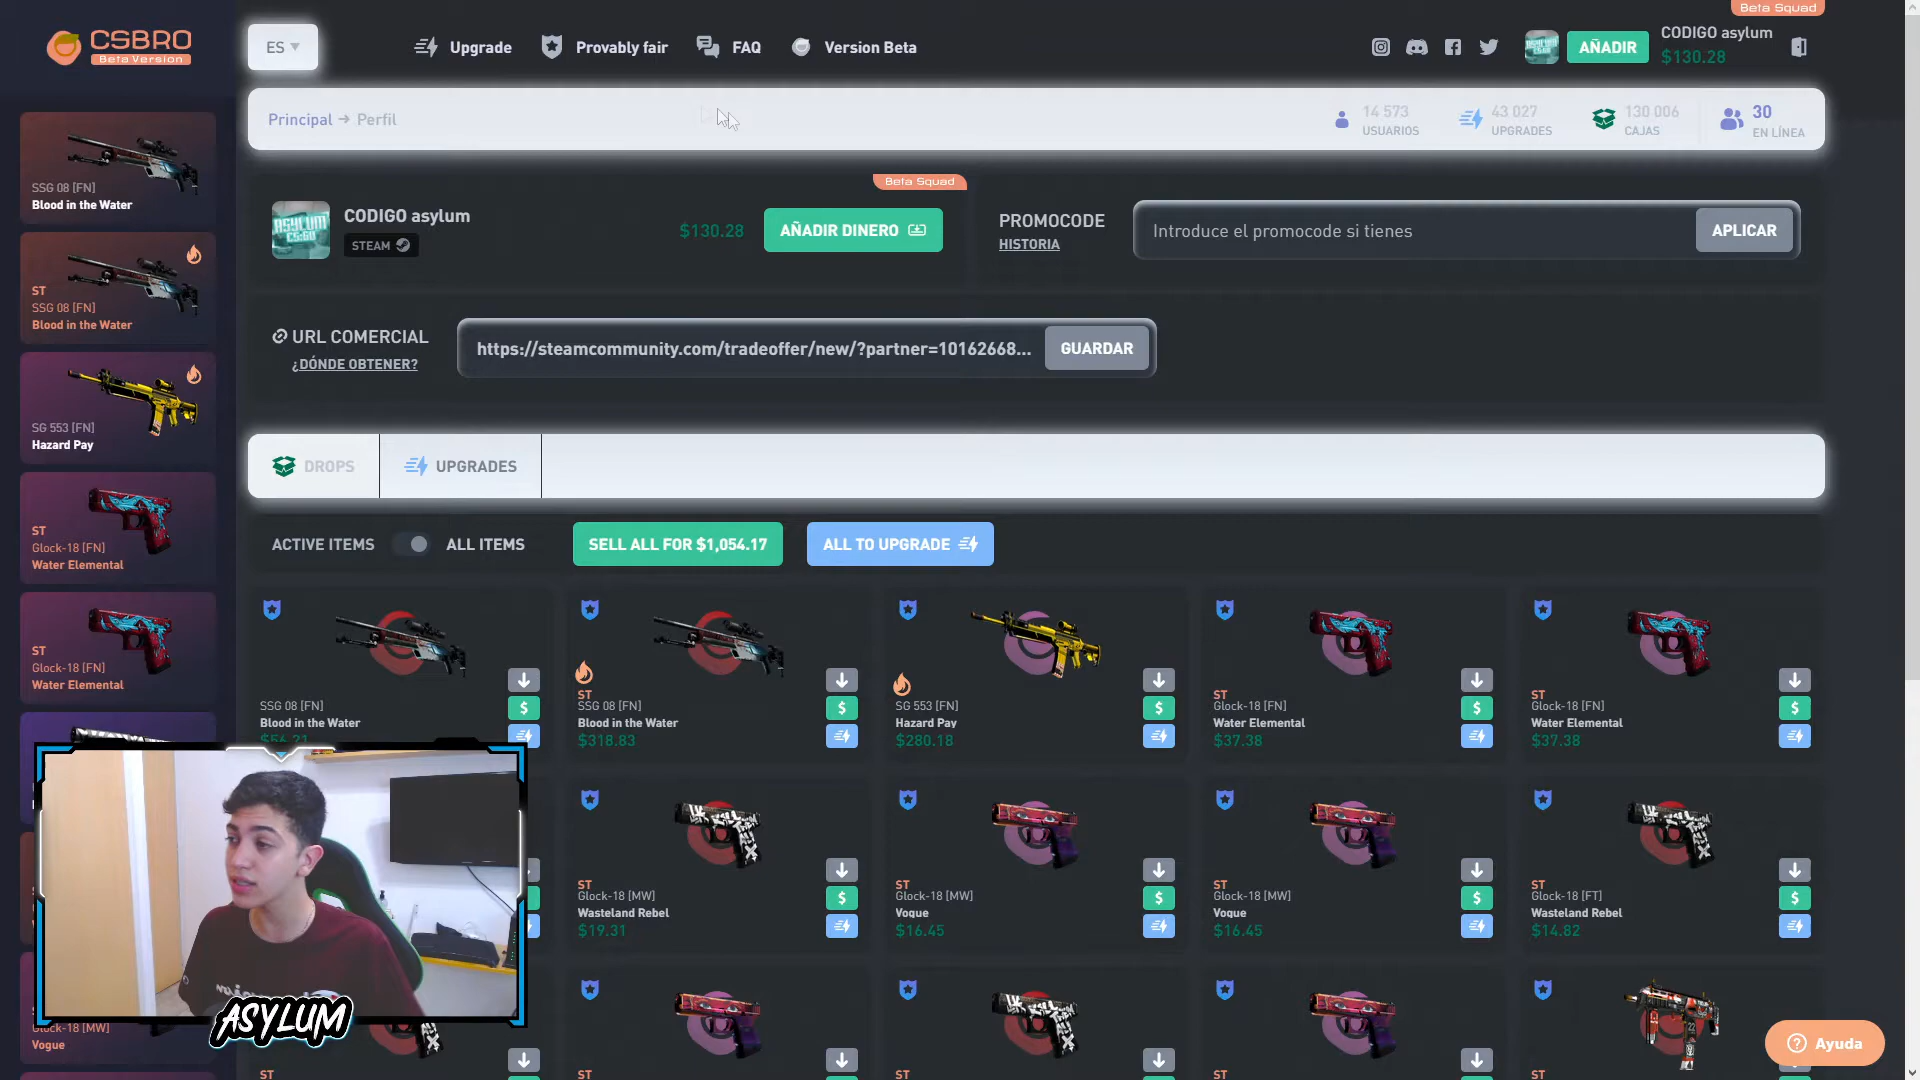 Beta Squad
CSBRO
Beta Version
ES
Upgrade
Provably fair
FAQ
Version Beta
AÑADIR
CODIGO asylum
$130.28
Principal → Perfil
14 573
USUARIOS
43 027
UPGRADES
130 006
CAJAS
30
EN LÍNEA
SSG 08 [FN]
Blood in the Water
ST
SSG 08 [FN]
Blood in the Water
SG 553 [FN]
Hazard Pay
ST
Glock-18 [FN]
Water Elemental
ST
Glock-18 [FN]
Water Elemental
Glock-18 [MW]
Vogue
Beta Squad
ASYLUM
CS:GO
CODIGO asylum
STEAM
$130.28
AÑADIR DINERO
PROMOCODE
HISTORIA
Introduce el promocode si tienes
APLICAR
URL COMERCIAL
¿DÓNDE OBTENER?
https://steamcommunity.com/tradeoffer/new/?partner=10162668...
GUARDAR
DROPS
UPGRADES
ACTIVE ITEMS
ALL ITEMS
SELL ALL FOR $1,054.17
ALL TO UPGRADE
SSG 08 [FN]
Blood in the Water
$56.21
ST
SSG 08 [FN]
Blood in the Water
$318.83
SG 553 [FN]
Hazard Pay
$280.18
ST
Glock-18 [FN]
Water Elemental
$37.38
ST
Glock-18 [FN]
Water Elemental
$37.38
ST
Glock-18 [MW]
Wasteland Rebel
$19.31
ST
Glock-18 [MW]
Vogue
$16.45
ST
Glock-18 [MW]
Vogue
$16.45
ST
Glock-18 [FT]
Wasteland Rebel
$14.82
ST
ST
ST
ST
ASYLUM
Ayuda